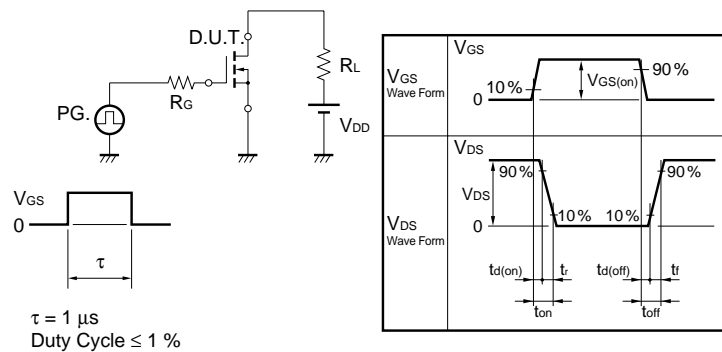 D.U.T.
RG
RL
PG.
VDD
VGS
0
τ
τ = 1 μs
Duty Cycle ≤ 1 %
VGS
Wave Form
VGS
10 %
0
VGS(on)
90 %
VDS
Wave Form
VDS
VDS
90 %
90 %
10 %
10 %
0
td(on)
tr
td(off)
tf
ton
toff